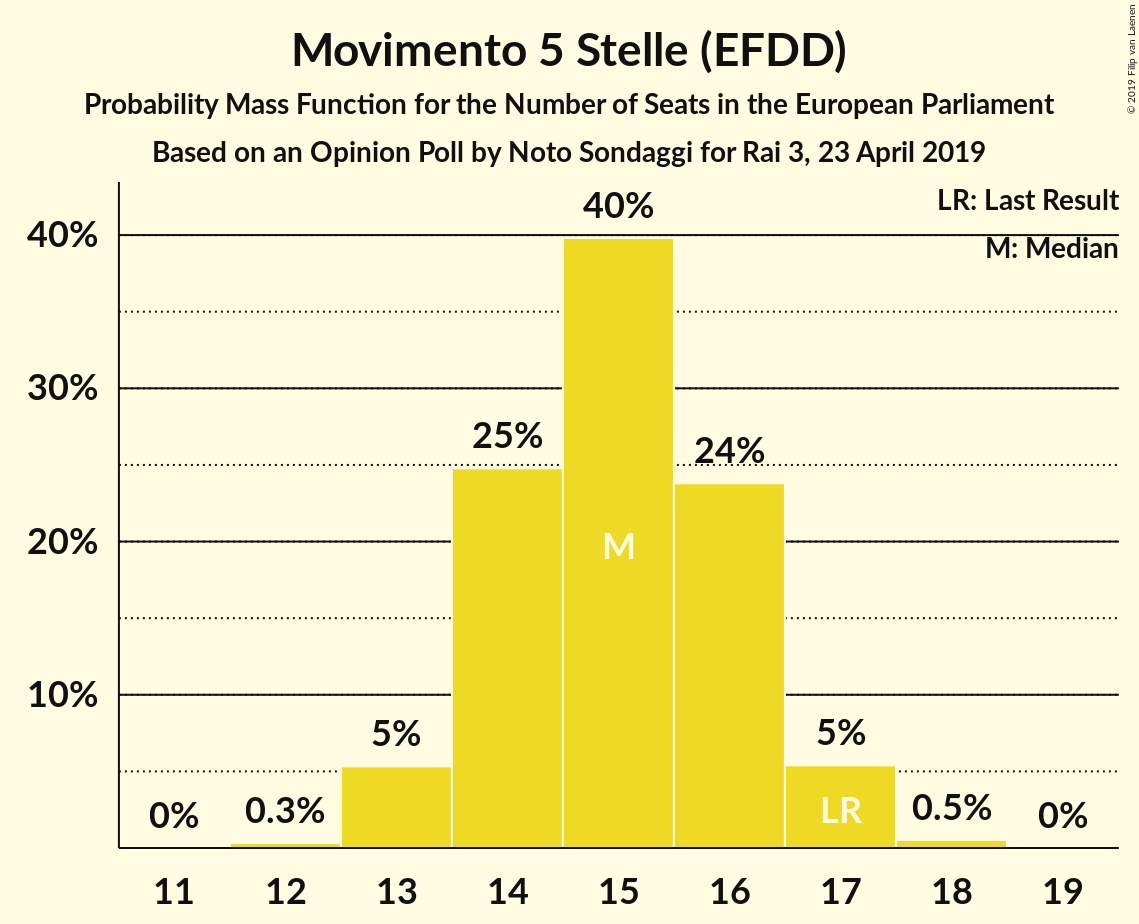 Movimento 5 Stelle (EFDD)
Probability Mass Function for the Number of Seats in the European Parliament
Based on an Opinion Poll by Noto Sondaggi for Rai 3, 23 April 2019
© 2019 Filip van Laenen
LR: Last Result
M: Median
40%
30%
20%
10%
0%
0.3%
5%
25%
40%
24%
5%
0.5%
0%
M
LR
11 12 13 14 15 16 17 18 19